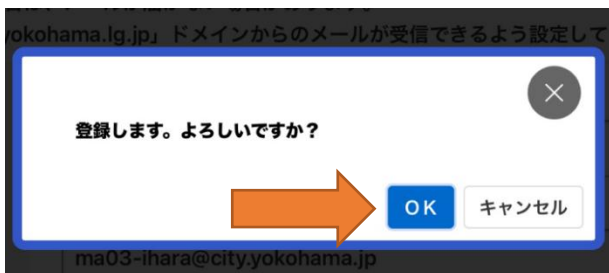 yokohama.lg.jp」ドメインからのメールが受信できるよう設定して
登録します。よろしいですか？
OK
キャンセル
ma03-ihara@city.yokohama.jp